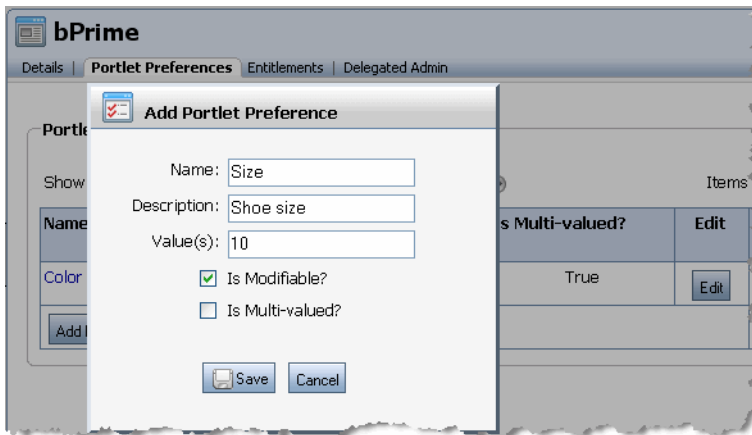 bPrime
Details | Portlet Preferences Entitlements | Delegated Admin
Add Portlet Preference
Name: Size
Description: Shoe size
Value(s): 10
Is Modifiable?
Is Multi-valued?
Save Cancel
Show Items
Name Multi-valued? Edit
Color True Edit
Add